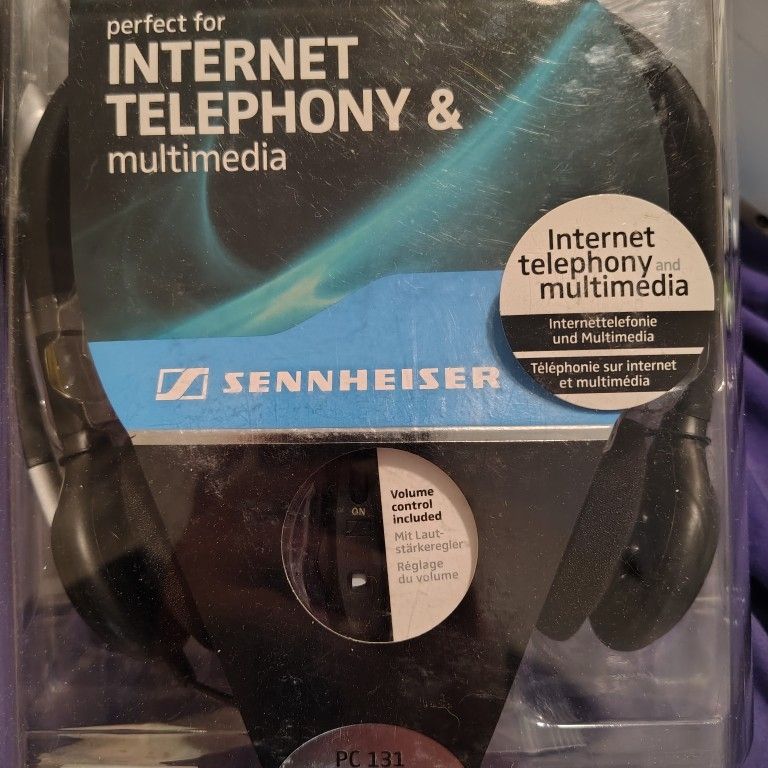 perfect for
INTERNET
TELEPHONY &
multimedia
Internet
telephony and
multimedia
Internettelefonie
und Multimedia
Téléphonie sur internet
et multimédia
SENNHEISER
ON
Volume
control
included
Mit Laut-
stärkeregler
Réglage
du volume
PC 131